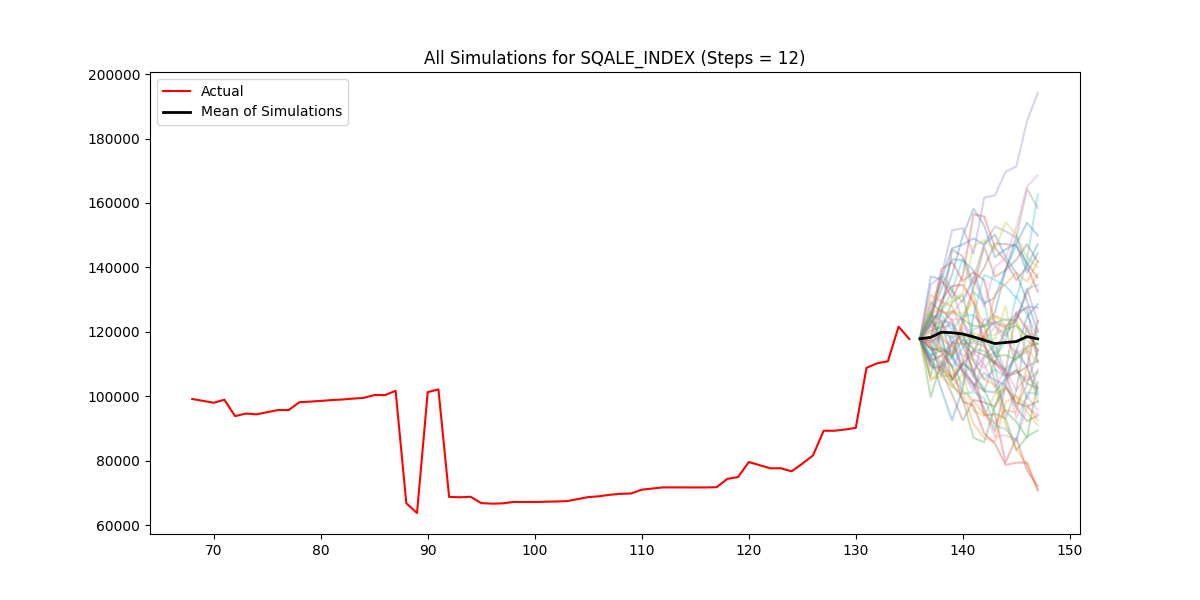 All Simulations for SQALE_INDEX (Steps = 12)
200000
180000
160000
140000
120000
100000
80000
60000
Actual
Mean of Simulations
70 80 90 100 110 120 130 140 150